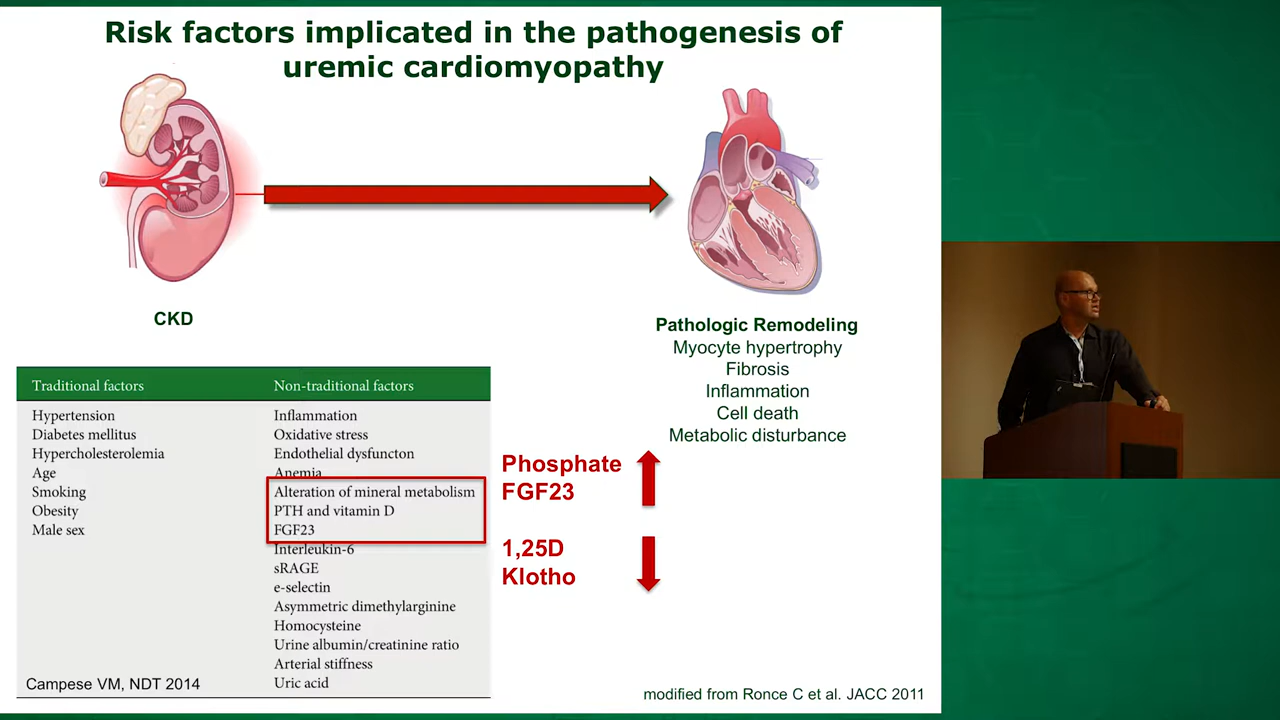 Risk factors implicated in the pathogenesis of
uremic cardiomyopathy
CKD
Pathologic Remodeling
Myocyte hypertrophy
Fibrosis
Inflammation
Cell death
Metabolic disturbance
Traditional factors
Hypertension
Diabetes mellitus
Hypercholesterolemia
Age
Smoking
Obesity
Male sex
Non-traditional factors
Inflammation
Oxidative stress
Endothelial dysfuncton
Anemia
Alteration of mineral metabolism
PTH and vitamin D
FGF23
Interleukin-6
sRAGE
e-selectin
Asymmetric dimethylarginine
Homocysteine
Urine albumin/creatinine ratio
Arterial stiffness
Uric acid
Phosphate
FGF23
1,25D
Klotho
Campese VM, NDT 2014
modified from Ronce C et al. JACC 2011